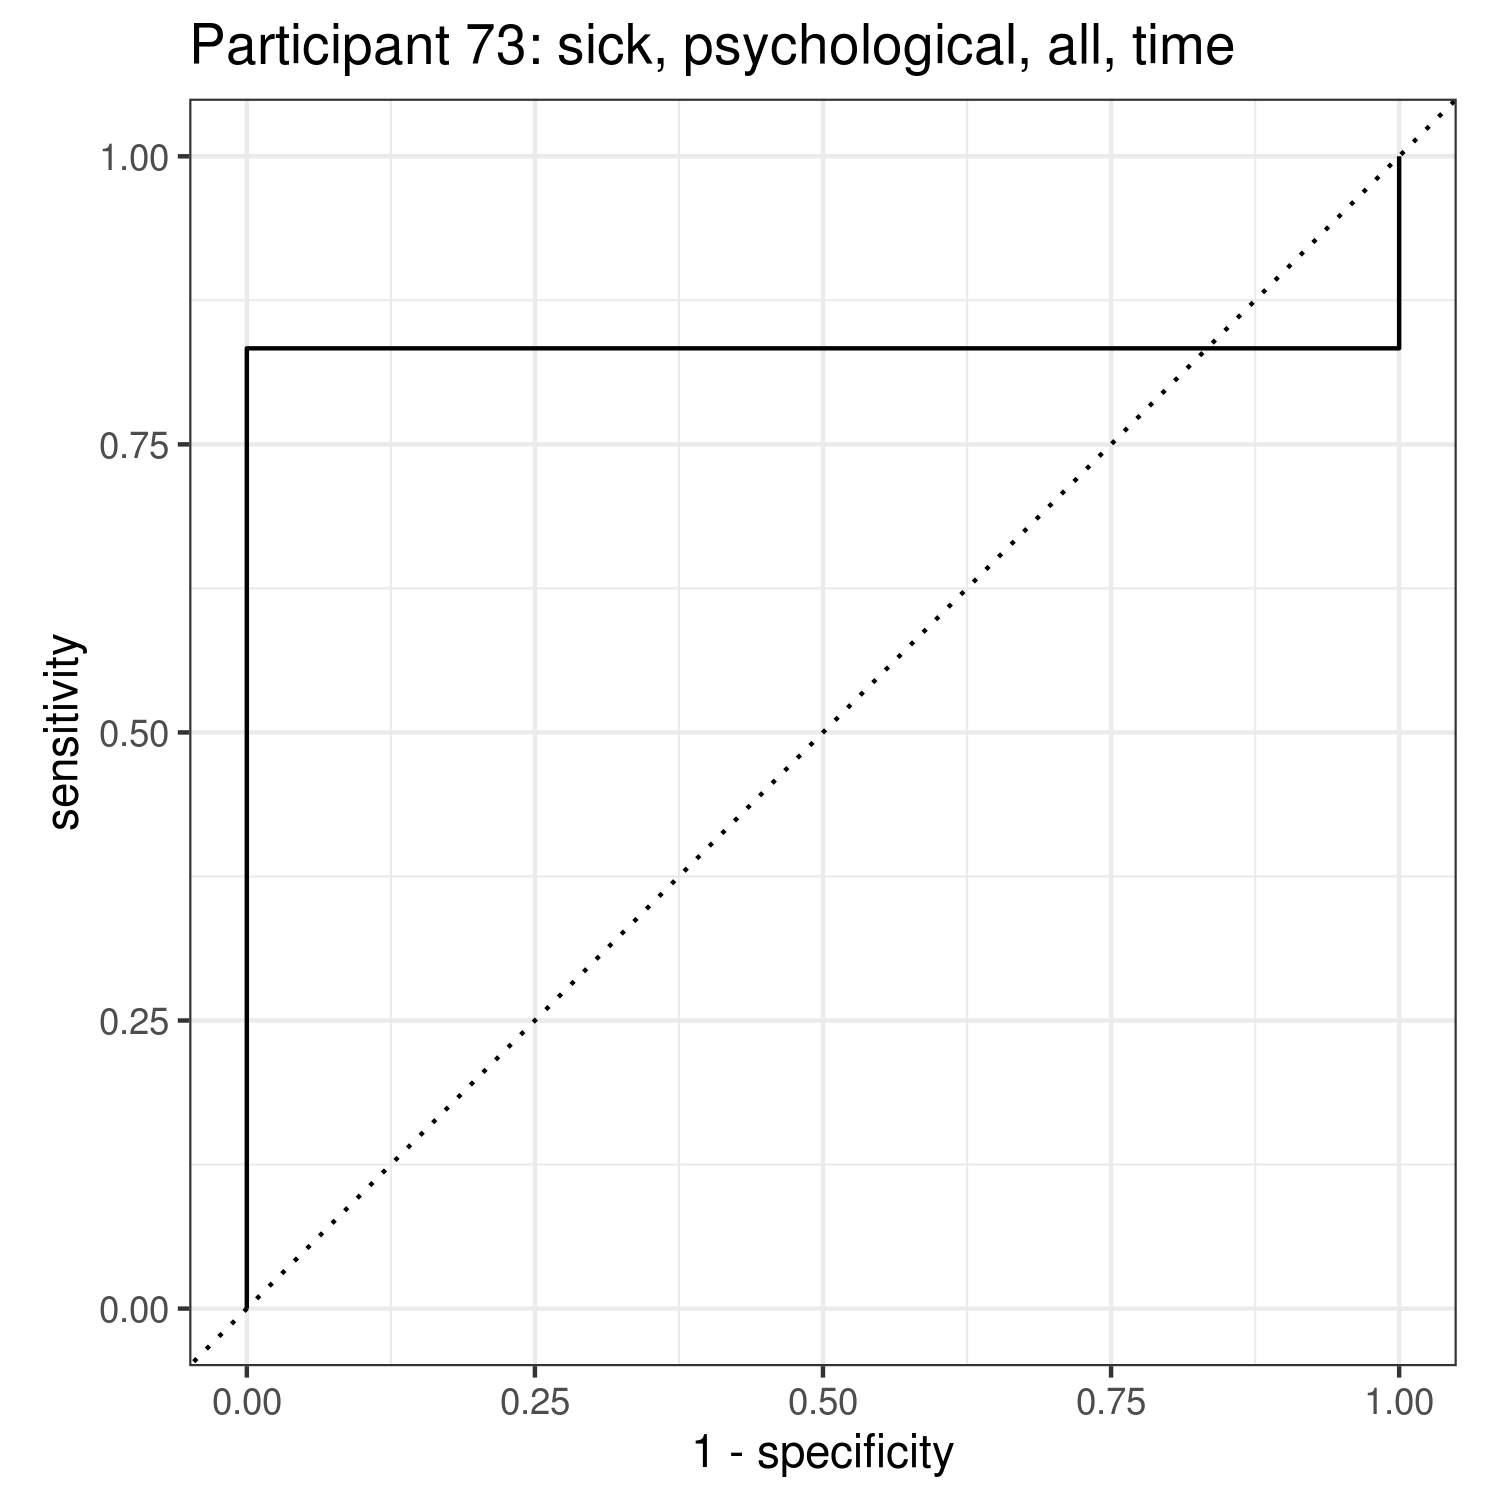 Participant 73: sick, psychological, all, time
1.00
0.75
0.50
0.25
0.00
sensitivity
0.00 0.25 0.50 0.75 1.00
1 - specificity